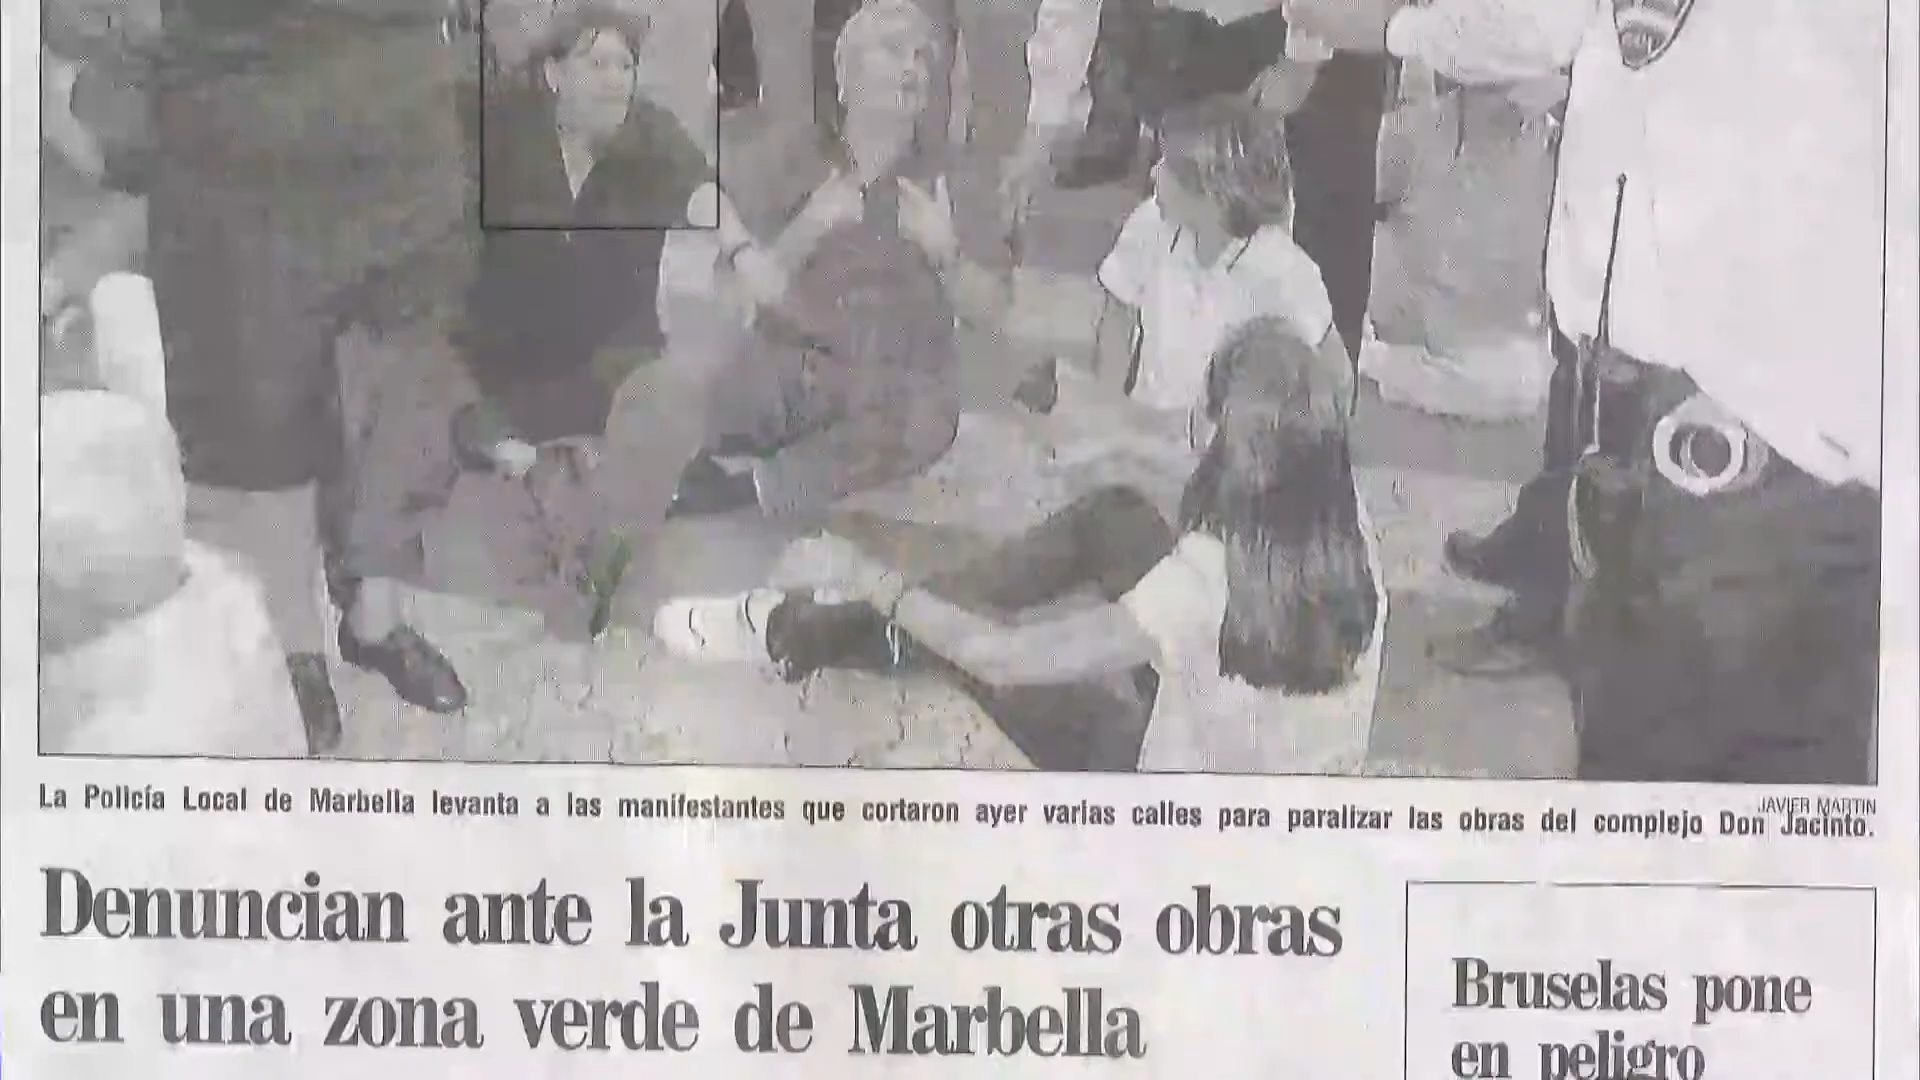 JAVIER MARTIN
La Policía Local de Marbella levanta a las manifestantes que cortaron ayer varias calles para paralizar las obras del complejo Don Jacinto.
Denuncian ante la Junta otras obras
en una zona verde de Marbella
Bruselas pone
en peligro